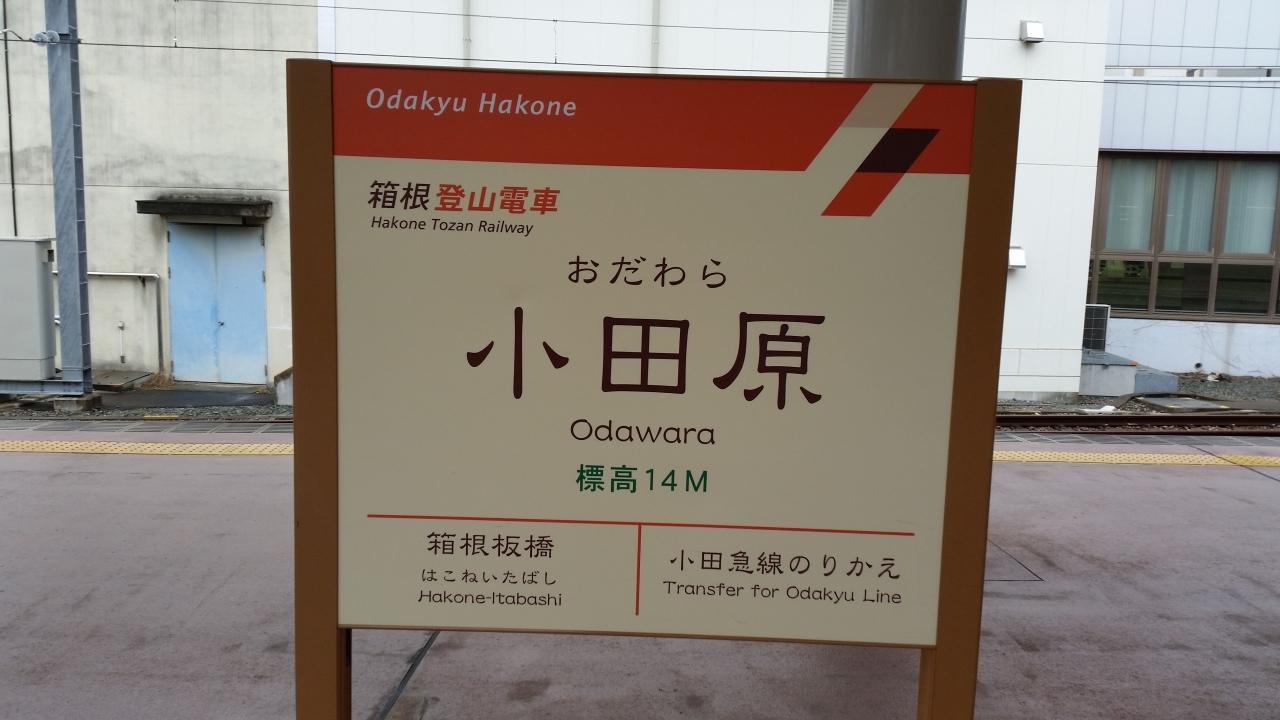 Odakyu Hakone
箱根登山電車
Hakone Tozan Railway
おだわら
小田原
Odawara
標高14M
箱根板橋
はこねいたばし
Hakone-Itabashi
小田急線のりかえ
Transfer for Odakyu Line